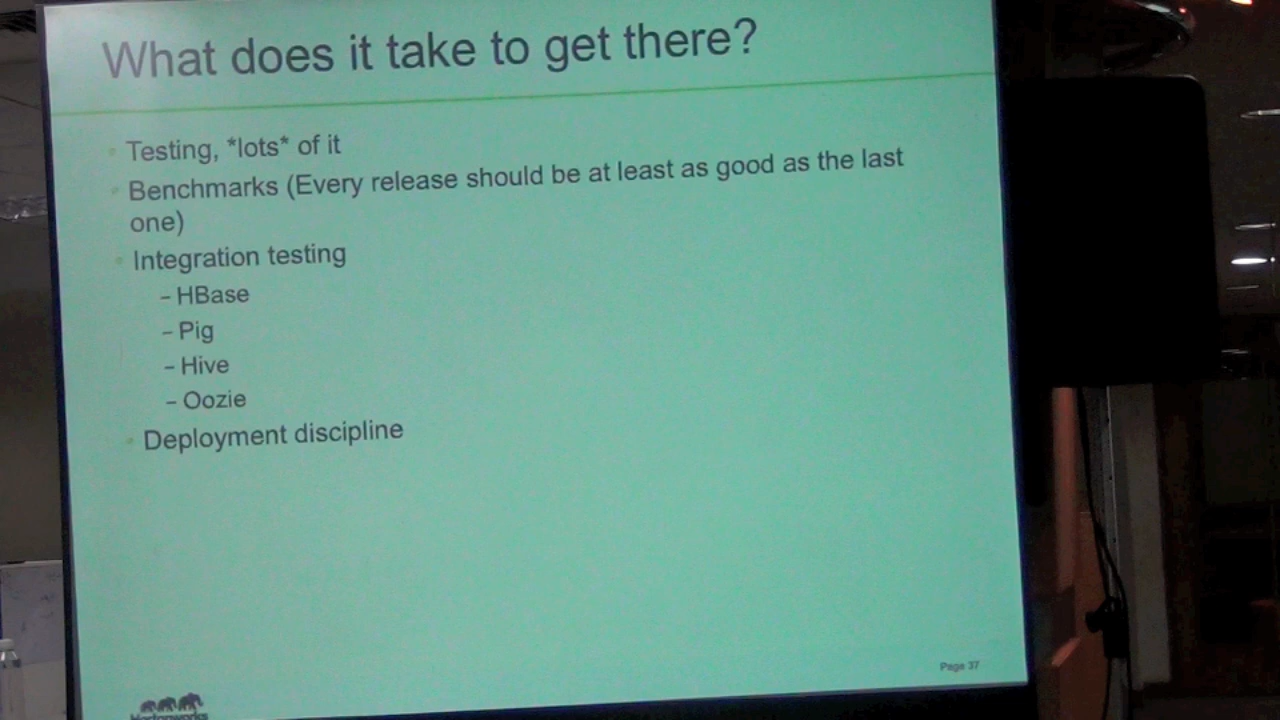 What does it take to get there?
Testing, *lots* of it
Benchmarks (Every release should be at least as good as the last
one)
Integration testing
– HBase
– Pig
– Hive
– Oozie
Deployment discipline
Page 37
Hortonworks